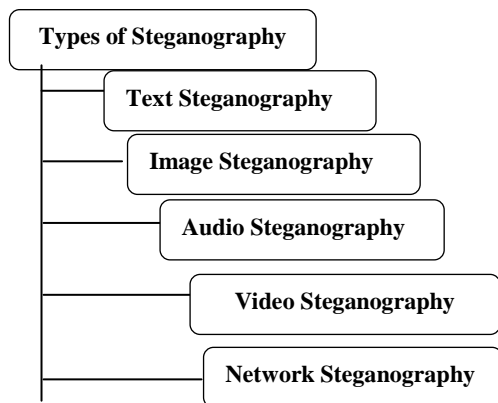 Types of Steganography
Text Steganography
Image Steganography
Audio Steganography
Video Steganography
Network Steganography